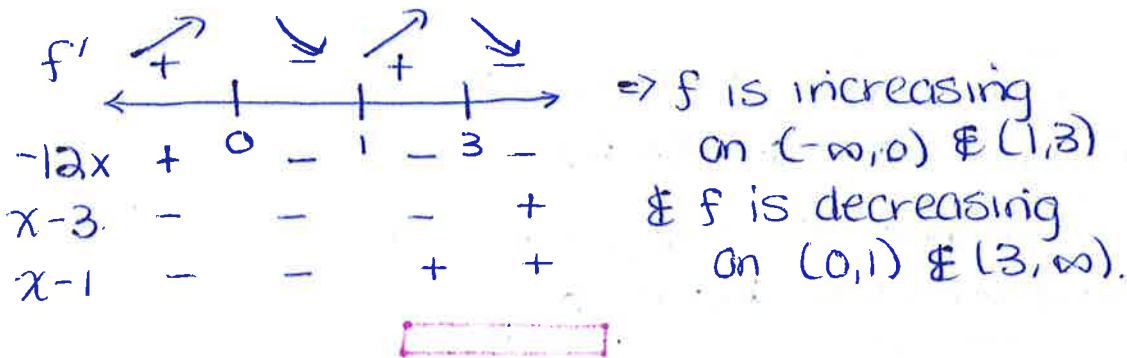 f' + - + -
0 1 3
-12x + - - -
x-3 - - - +
x-1 - - + +
=> f is increasing
on (-∞,0) & (1,3)
& f is decreasing
on (0,1) & (3,∞).